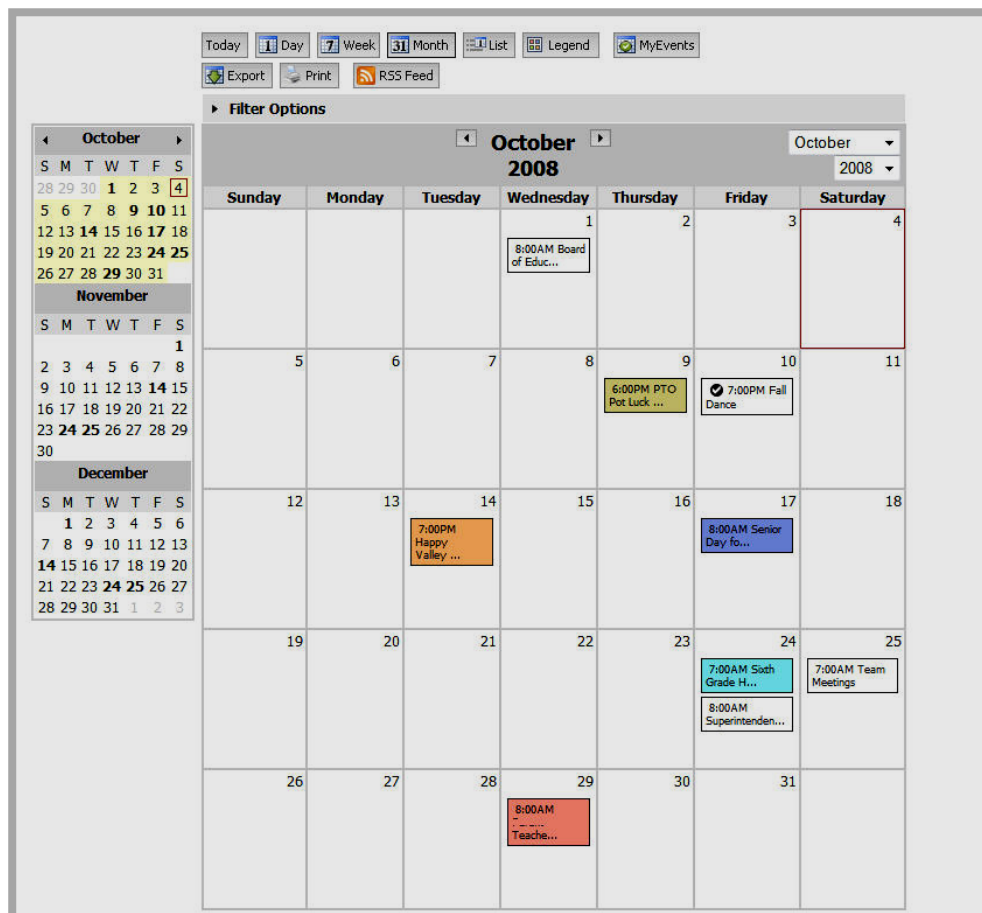 Today 1 Day 7 Week 31 Month List Legend MyEvents
Export Print RSS Feed
Filter Options
October
S M T W T F S
28 29 30 1 2 3 4
5 6 7 8 9 10 11
12 13 14 15 16 17 18
19 20 21 22 23 24 25
26 27 28 29 30 31
November
S M T W T F S
1
2 3 4 5 6 7 8
9 10 11 12 13 14 15
16 17 18 19 20 21 22
23 24 25 26 27 28 29
30
December
S M T W T F S
1 2 3 4 5 6
7 8 9 10 11 12 13
14 15 16 17 18 19 20
21 22 23 24 25 26 27
28 29 30 31 1 2 3
October
2008
October
2008
Sunday Monday Tuesday Wednesday Thursday Friday Saturday
1 2 3 4
8:00AM Board
of Educ...
5 6 7 8 9 10 11
6:00PM PTO
Pot Luck ...
7:00PM Fall
Dance
12 13 14 15 16 17 18
7:00PM
Happy
Valley ...
8:00AM Senior
Day fo...
19 20 21 22 23 24 25
7:00AM Sixth
Grade H...
8:00AM
Superintenden...
7:00AM Team
Meetings
26 27 28 29 30 31
8:00AM
Teache...